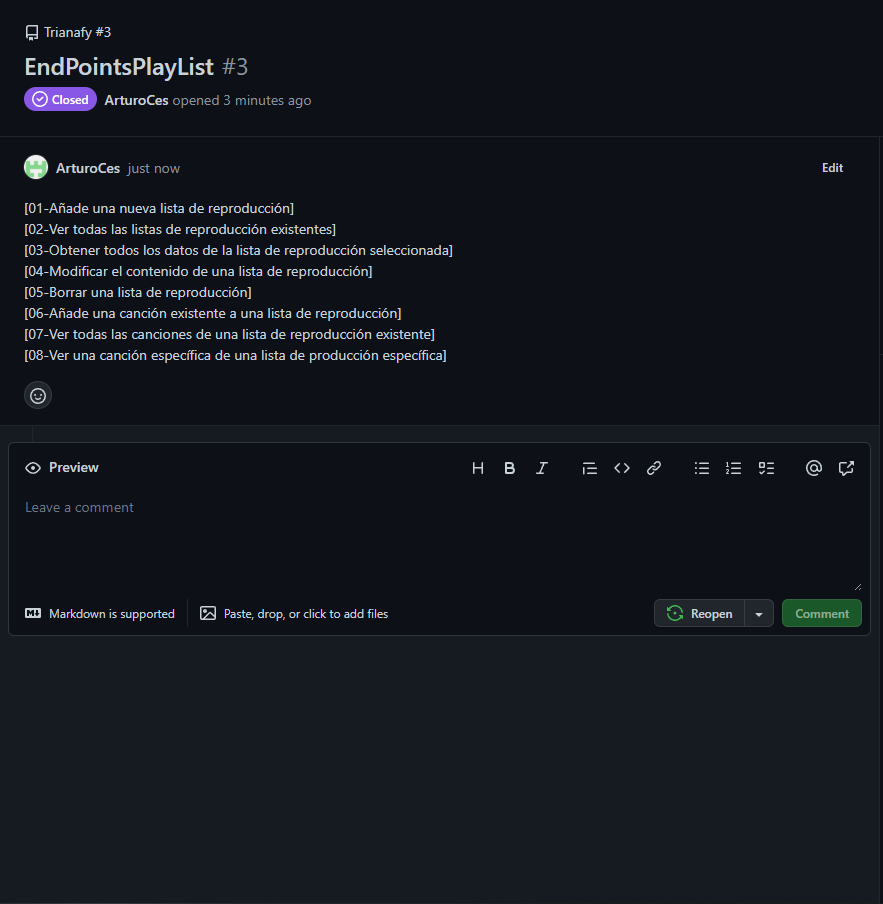 Trianafy #3
EndPointsPlayList #3
Closed ArturoCes opened 3 minutes ago
ArturoCes just now Edit
[01-Añade una nueva lista de reproducción]
[02-Ver todas las listas de reproducción existentes]
[03-Obtener todos los datos de la lista de reproducción seleccionada]
[04-Modificar el contenido de una lista de reproducción]
[05-Borrar una lista de reproducción]
[06-Añade una canción existente a una lista de reproducción]
[07-Ver todas las canciones de una lista de reproducción existente]
[08-Ver una canción específica de una lista de producción específica]
Preview
Leave a comment
Markdown is supported Paste, drop, or click to add files Reopen Comment